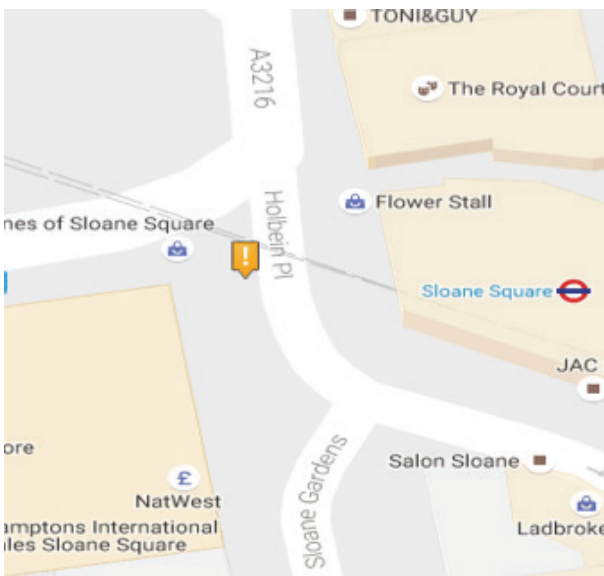 TONI&GUY
A3216
The Royal Court
Holbein Pl
Flower Stall
nes of Sloane Square
!
Sloane Square
JAC
ore
Sloane Gardens
Salon Sloane
£
NatWest
Ladbroke
amptons International
ales Sloane Square